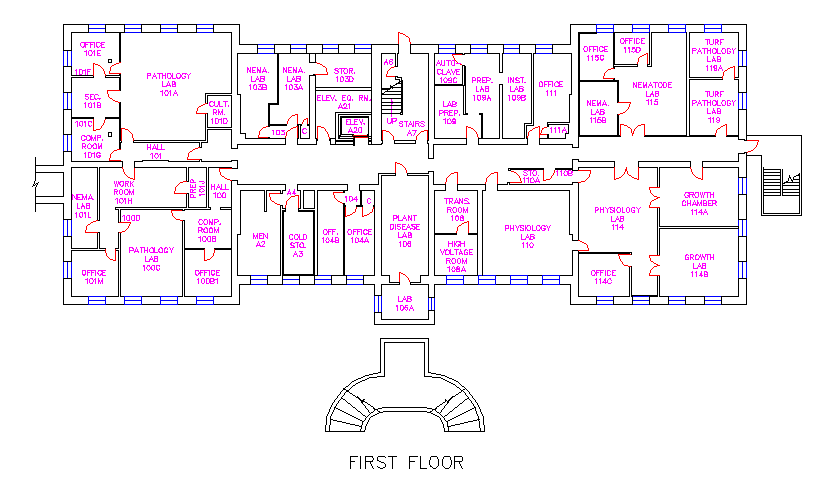 OFFICE
101E
101F
SEC.
101B
101C
COMP.
ROOM
101G
PATHOLOGY
LAB
101A
CULT.
RM.
101D
HALL
101
NEMA.
LAB
103B
NEMA.
LAB
103A
103
C
STOR.
103D
ELEV. EQ. RN.
A21
ELEV.
A20
A6
UP
STAIRS
A7
AUTO
CLAVE
109C
LAB
PREP.
109
PREP.
LAB
109A
INST.
LAB
109B
OFFICE
111
111A
OFFICE
115C
OFFICE
115D
NEMATODE
LAB
115
NEMA.
LAB
115B
TURF
PATHOLOGY
LAB
119A
TURF
PATHOLOGY
LAB
119
NEMA.
LAB
101L
WORK
ROOM
101H
PREP
101J
HALL
100
100D
COMP.
ROOM
100B
PATHOLOGY
LAB
100C
OFFICE
101M
OFFICE
100B1
MEN
A2
A4
COLD
STO.
A3
OFF.
104B
104
C
OFFICE
104A
PLANT
DISEASE
LAB
106
LAB
106A
TRANS.
ROOM
108
HIGH
VOLTAGE
ROOM
108A
STO.
110A
110B
PHYSIOLOGY
LAB
110
PHYSIOLOGY
LAB
114
OFFICE
114C
GROWTH
CHAMBER
114A
GROWTH
LAB
114B
FIRST FLOOR